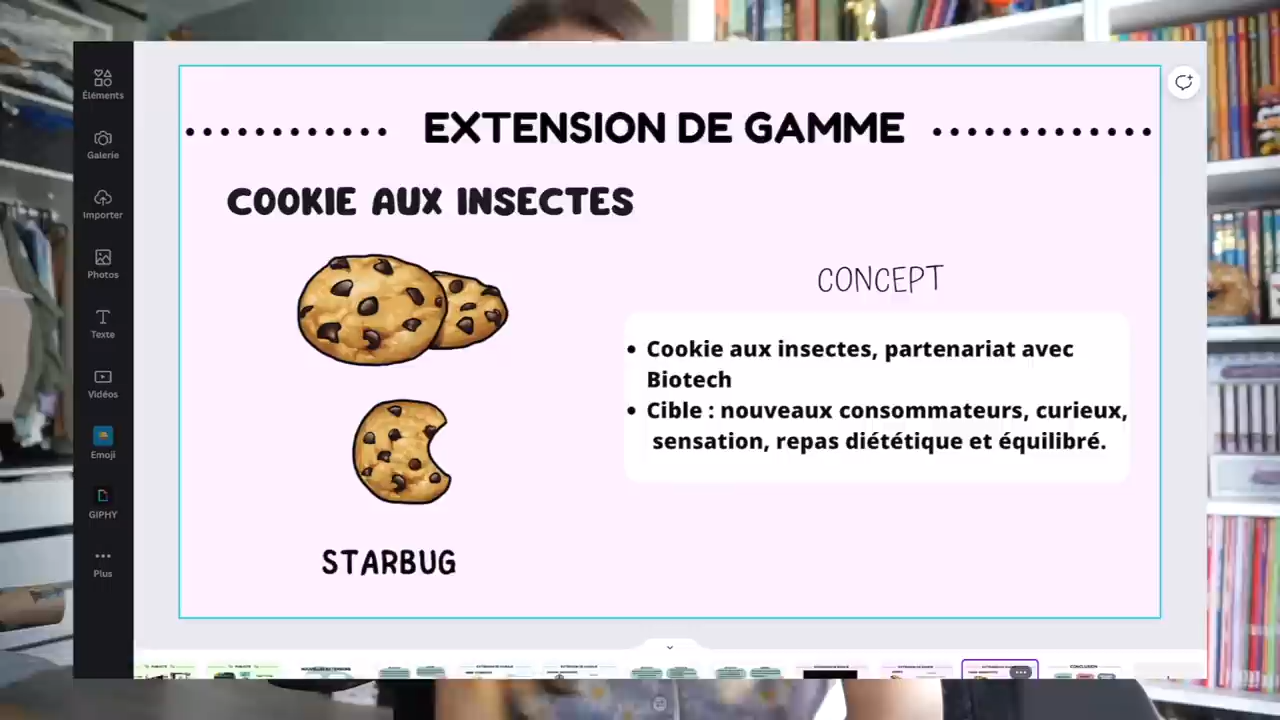 Éléments
Galerie
Importer
Photos
Texte
Vidéos
Emoji
GIPHY
Plus
EXTENSION DE GAMME
COOKIE AUX INSECTES
STARBUG
CONCEPT
• Cookie aux insectes, partenariat avec
Biotech
• Cible : nouveaux consommateurs, curieux,
sensation, repas diététique et équilibré.
CONCLUSION